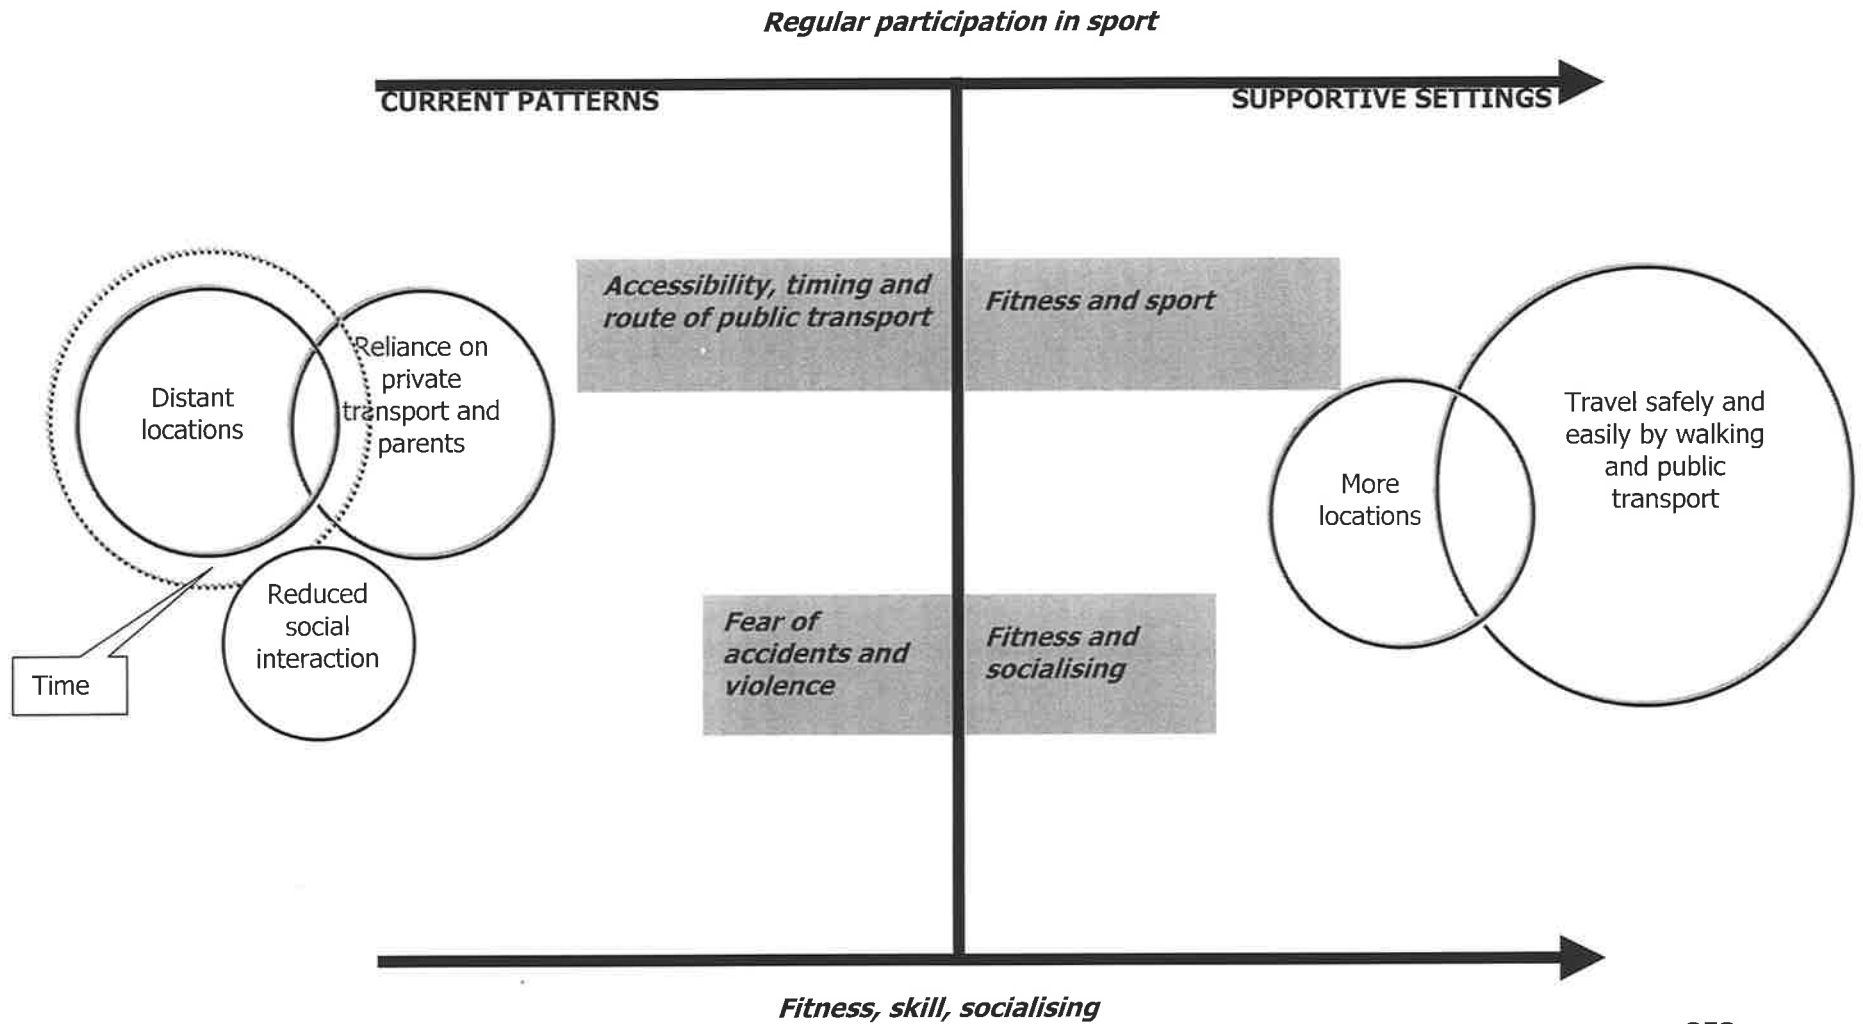 Regular participation in sport
CURRENT PATTERNS
SUPPORTIVE SETTINGS
Accessibility, timing and
route of public transport
Fitness and sport
Distant
locations
Reliance on
private
transport and
parents
Travel safely and
easily by walking
and public
transport
More
locations
Reduced
social
interaction
Time
Fear of
accidents and
violence
Fitness and
socialising
Fitness, skill, socialising